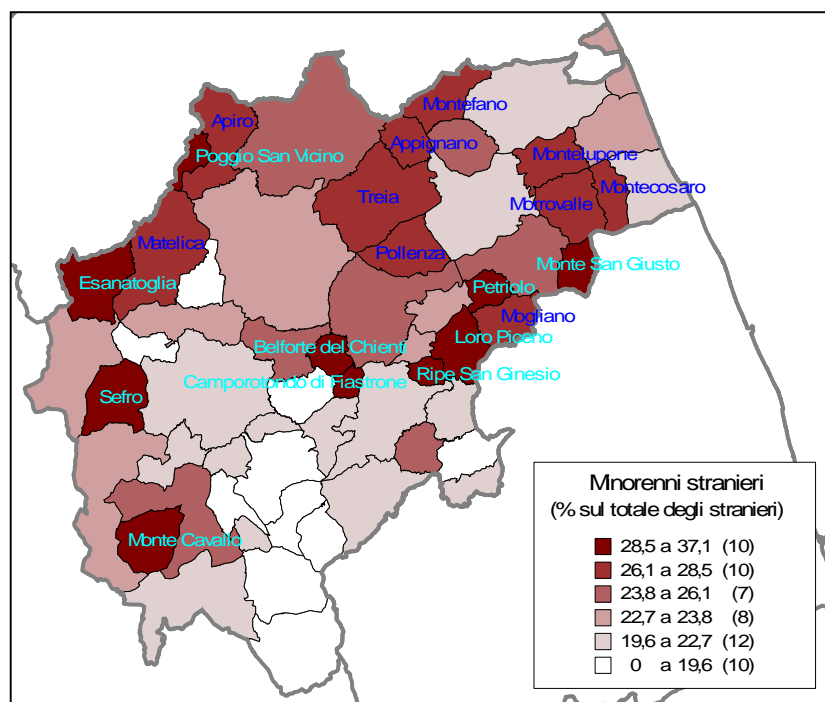 Montefano
Apiro
Appignano
Poggio San Vicino
Montelupone
Montecosaro
Treia
Morrovalle
Matelica
Pollenza
Monte San Giusto
Esanatoglia
Petriolo
Mogliano
Loro Piceno
Belforte del Chienti
Ripe San Ginesio
Camporotondo di Fiastrone
Sefro
Monte Cavallo
Minorenni stranieri
(% sul totale degli stranieri)
28,5 a 37,1 (10)
26,1 a 28,5 (10)
23,8 a 26,1 (7)
22,7 a 23,8 (8)
19,6 a 22,7 (12)
0 a 19,6 (10)